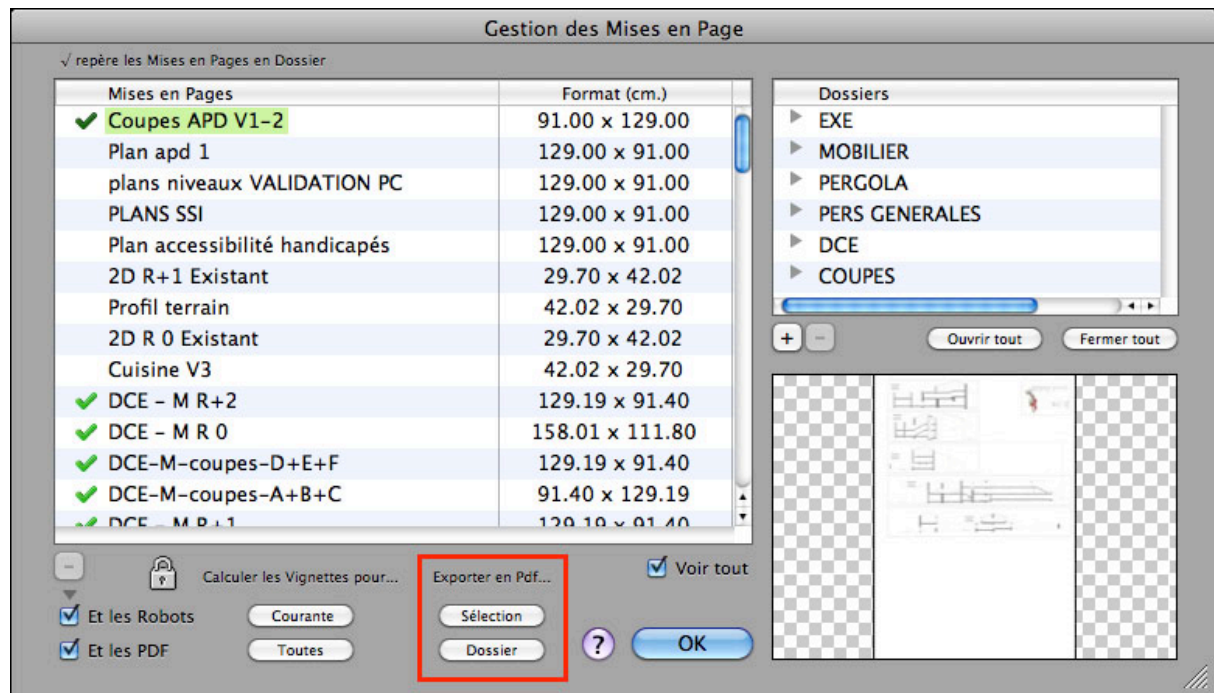 Gestion des Mises en Page
√ repère les Mises en Pages en Dossier
Mises en Pages Format (cm.)
Coupes APD V1-2 91.00 x 129.00
Plan apd 1 129.00 x 91.00
plans niveaux VALIDATION PC 129.00 x 91.00
PLANS SSI 129.00 x 91.00
Plan accessibilité handicapés 129.00 x 91.00
2D R+1 Existant 29.70 x 42.02
Profil terrain 42.02 x 29.70
2D R 0 Existant 29.70 x 42.02
Cuisine V3 42.02 x 29.70
DCE - M R+2 129.19 x 91.40
DCE - M R 0 158.01 x 111.80
DCE-M-coupes-D+E+F 129.19 x 91.40
DCE-M-coupes-A+B+C 91.40 x 129.19
DCE - M R+1 129.19 x 91.40
Dossiers
EXE
MOBILIER
PERGOLA
PERS GENERALES
DCE
COUPES
+ -
Ouvrir tout Fermer tout
- Calculer les Vignettes pour... Exporter en Pdf... Voir tout
Et les Robots Courante Sélection
Et les PDF Toutes Dossier ? OK